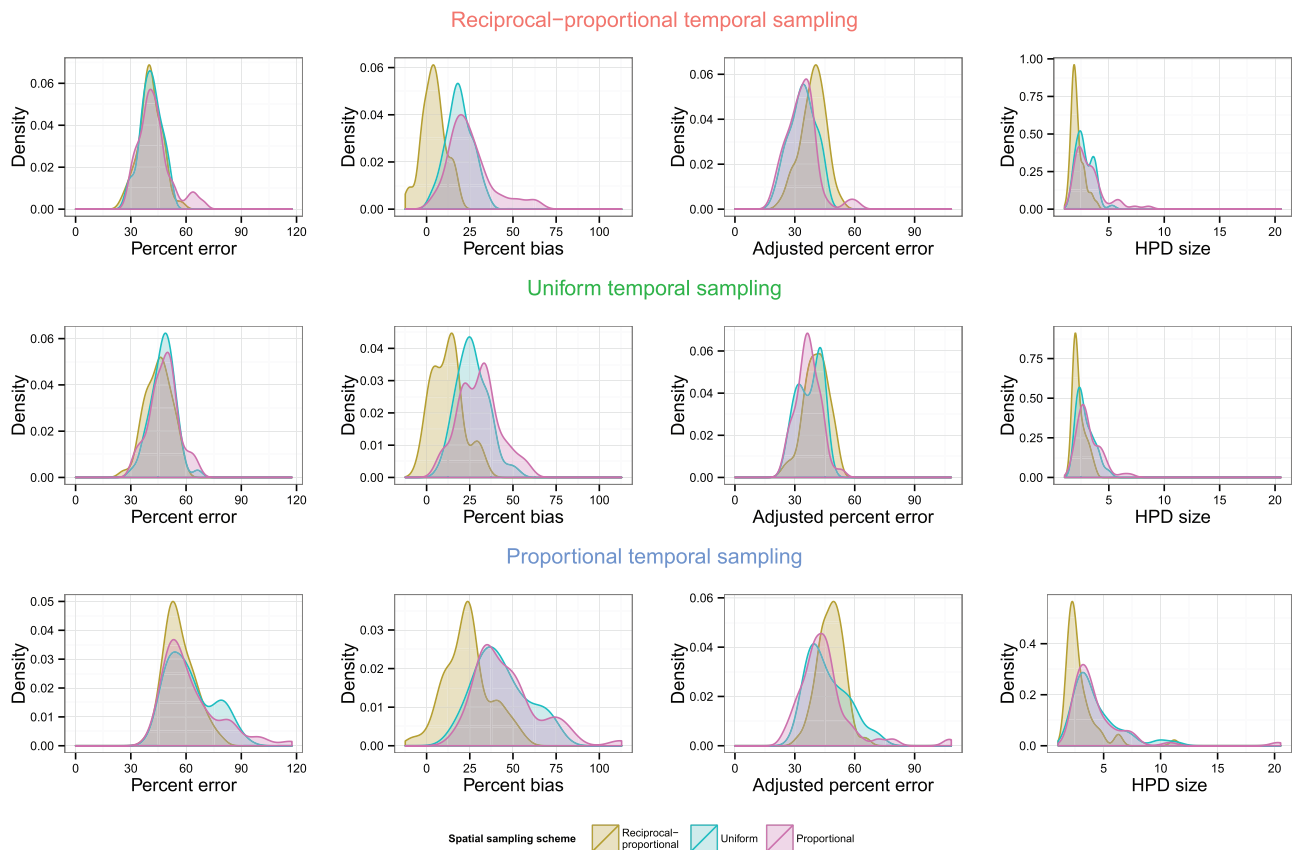 Reciprocal−proportional temporal sampling
Density
0.06
0.04
0.02
0.00
0 30 60 90 120
Percent error
Density
0.06
0.04
0.02
0.00
0 25 50 75 100
Percent bias
Density
0.06
0.04
0.02
0.00
0 30 60 90
Adjusted percent error
Density
1.00
0.75
0.50
0.25
0.00
5 10 15 20
HPD size
Uniform temporal sampling
Density
0.06
0.04
0.02
0.00
0 30 60 90 120
Percent error
Density
0.04
0.03
0.02
0.01
0.00
0 25 50 75 100
Percent bias
Density
0.06
0.04
0.02
0.00
0 30 60 90
Adjusted percent error
Density
0.75
0.50
0.25
0.00
5 10 15 20
HPD size
Proportional temporal sampling
Density
0.05
0.04
0.03
0.02
0.01
0.00
0 30 60 90 120
Percent error
Density
0.03
0.02
0.01
0.00
0 25 50 75 100
Percent bias
Density
0.06
0.04
0.02
0.00
0 30 60 90
Adjusted percent error
Density
0.4
0.2
0.0
5 10 15 20
HPD size
Spatial sampling scheme
Reciprocal−
proportional
Uniform
Proportional